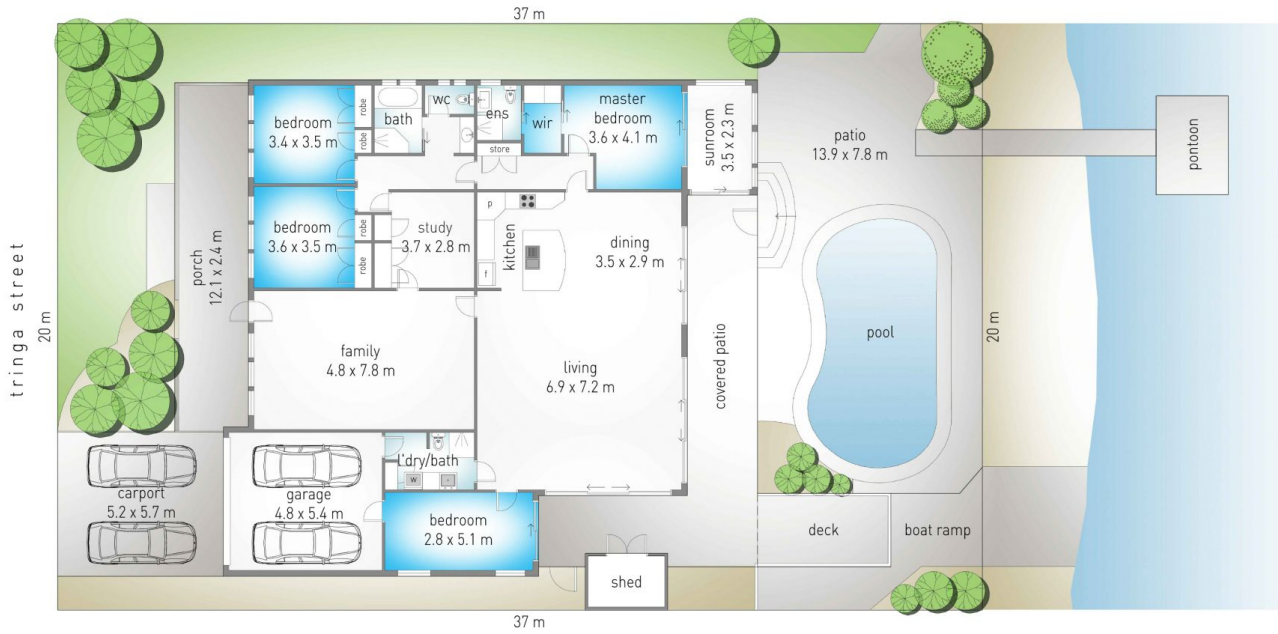 37 m
tringa street
20 m
porch
12.1 x 2.4 m
bedroom
3.4 x 3.5 m
robe
robe
bath
wc
ens
store
wir
master
bedroom
3.6 x 4.1 m
sunroom
3.5 x 2.3 m
patio
13.9 x 7.8 m
pontoon
bedroom
3.6 x 3.5 m
robe
robe
study
3.7 x 2.8 m
p
f
kitchen
dining
3.5 x 2.9 m
family
4.8 x 7.8 m
living
6.9 x 7.2 m
covered patio
pool
20 m
carport
5.2 x 5.7 m
garage
4.8 x 5.4 m
l'dry/bath
w
bedroom
2.8 x 5.1 m
shed
deck
boat ramp
37 m